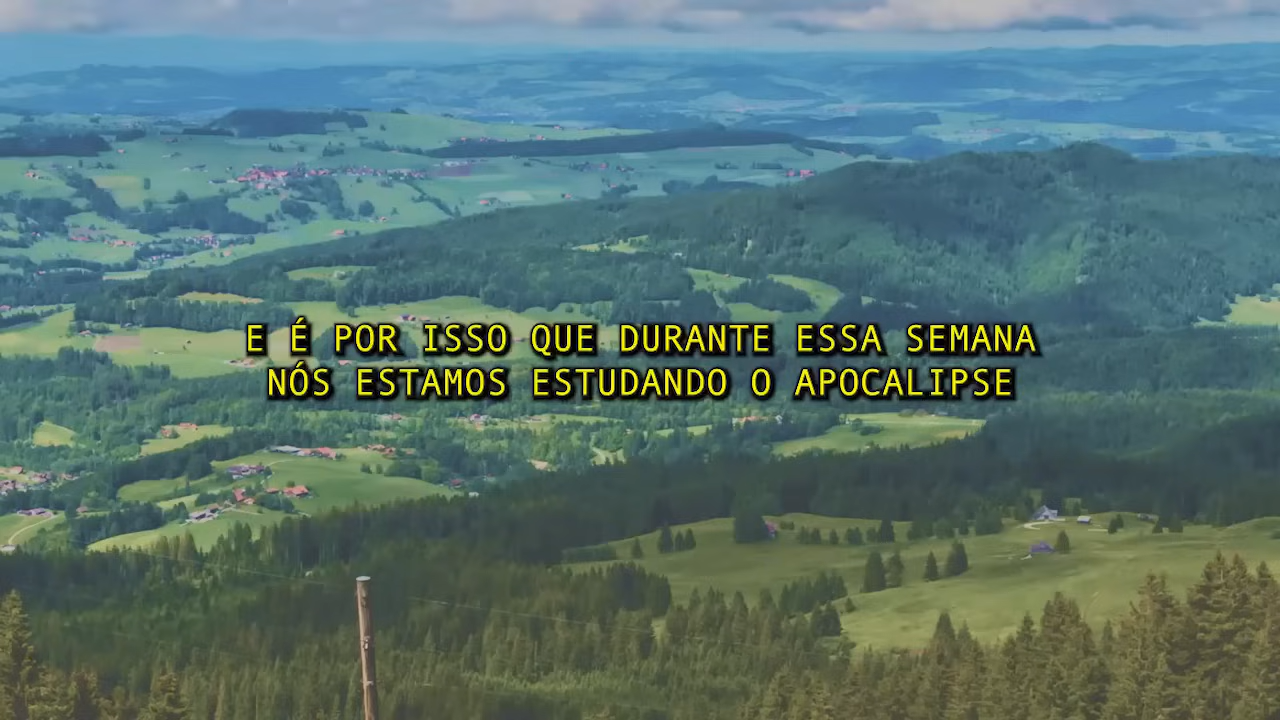 E É POR ISSO QUE DURANTE ESSA SEMANA
NÓS ESTAMOS ESTUDANDO O APOCALIPSE